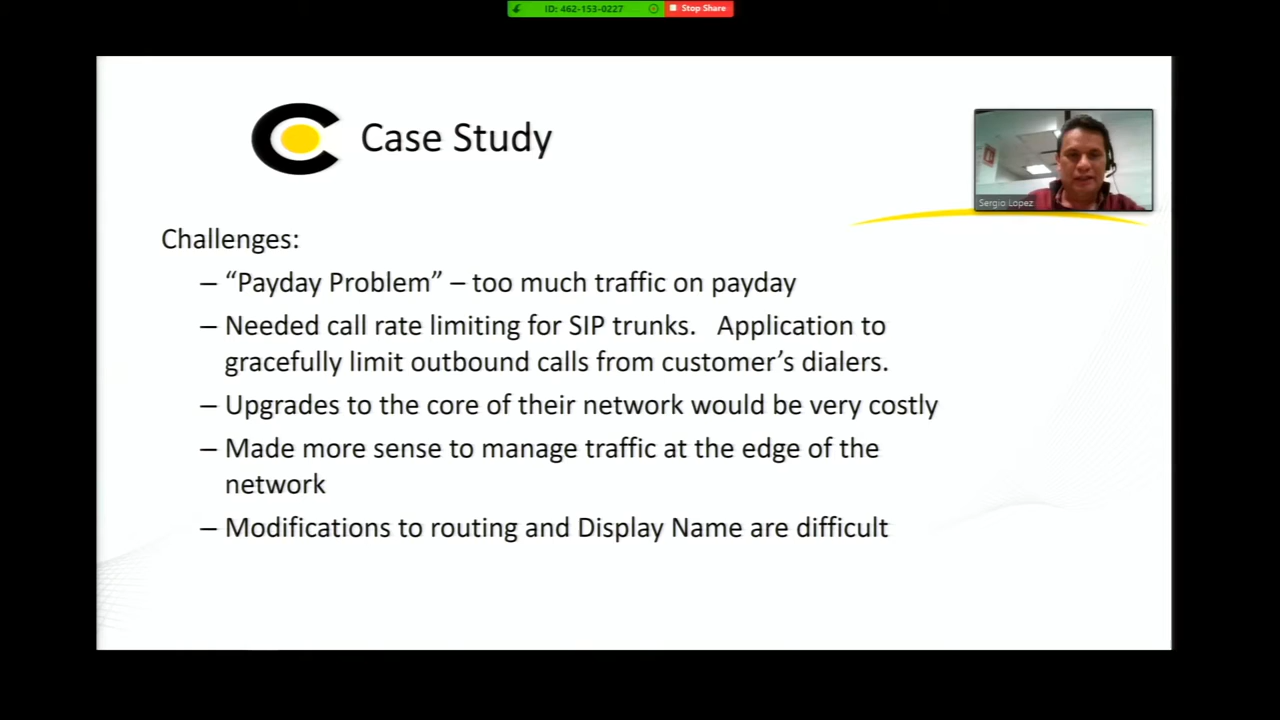 ID: 462-153-0227
Stop Share
Case Study
Sergio Lopez
Challenges:
– “Payday Problem” – too much traffic on payday
– Needed call rate limiting for SIP trunks.   Application to
gracefully limit outbound calls from customer’s dialers.
– Upgrades to the core of their network would be very costly
– Made more sense to manage traffic at the edge of the
network
– Modifications to routing and Display Name are difficult